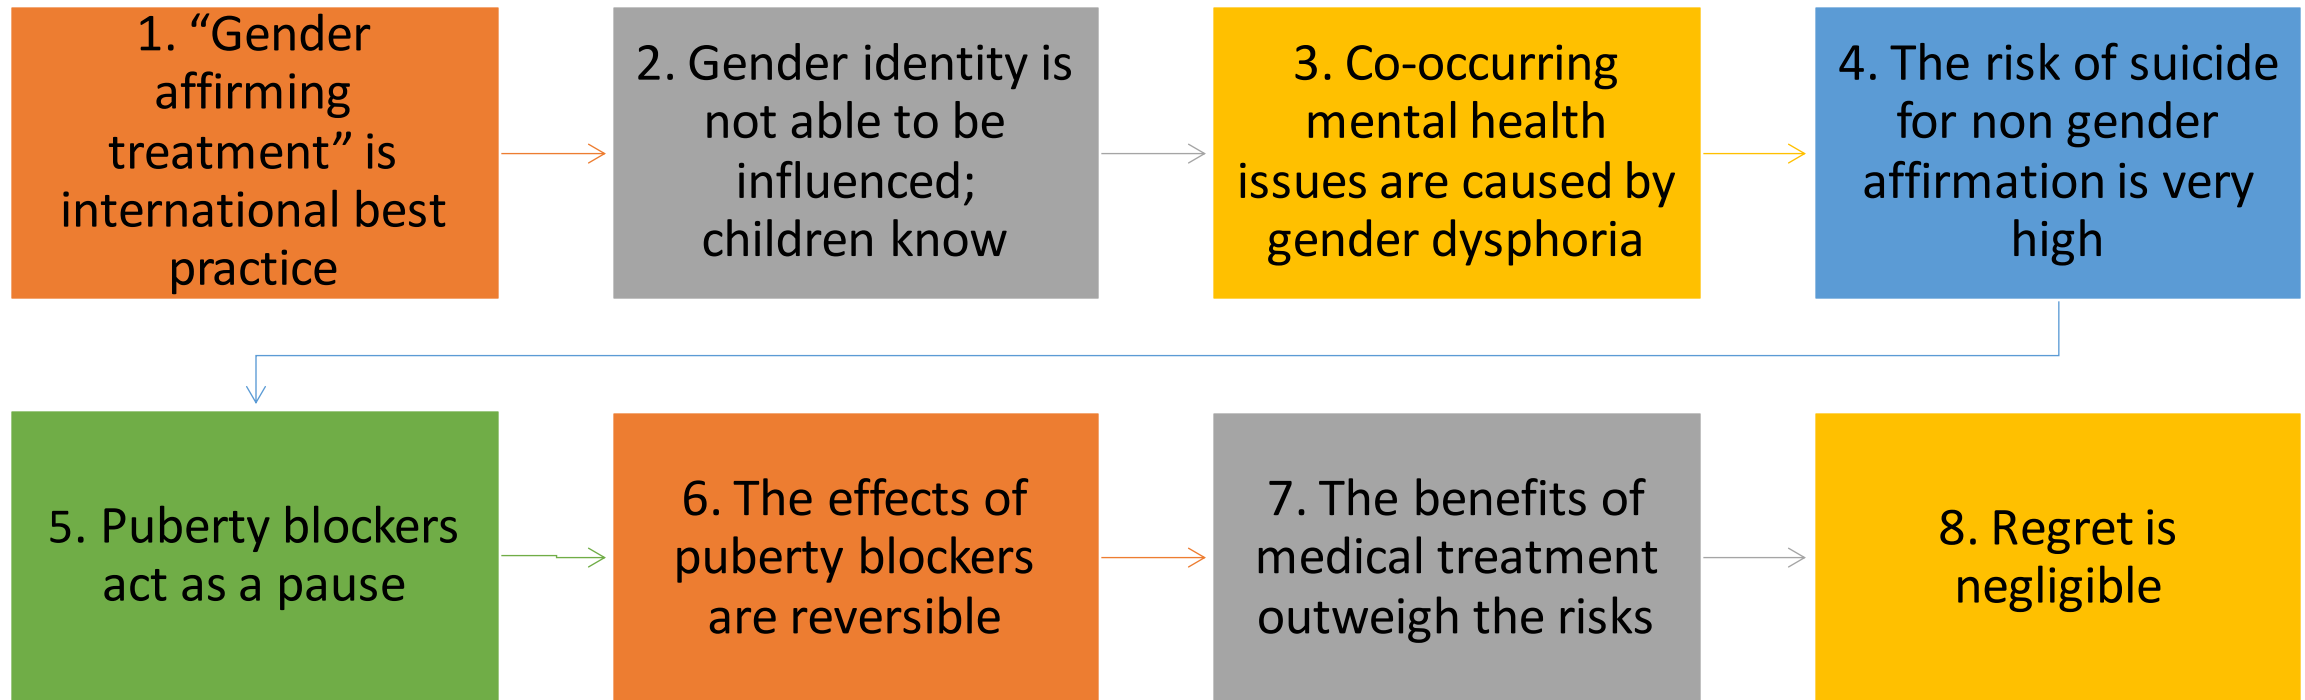 1. “Gender
affirming
treatment” is
international best
practice
2. Gender identity is
not able to be
influenced;
children know
3. Co-occurring
mental health
issues are caused by
gender dysphoria
4. The risk of suicide
for non gender
affirmation is very
high
5. Puberty blockers
act as a pause
6. The effects of
puberty blockers
are reversible
7. The benefits of
medical treatment
outweigh the risks
8. Regret is
negligible